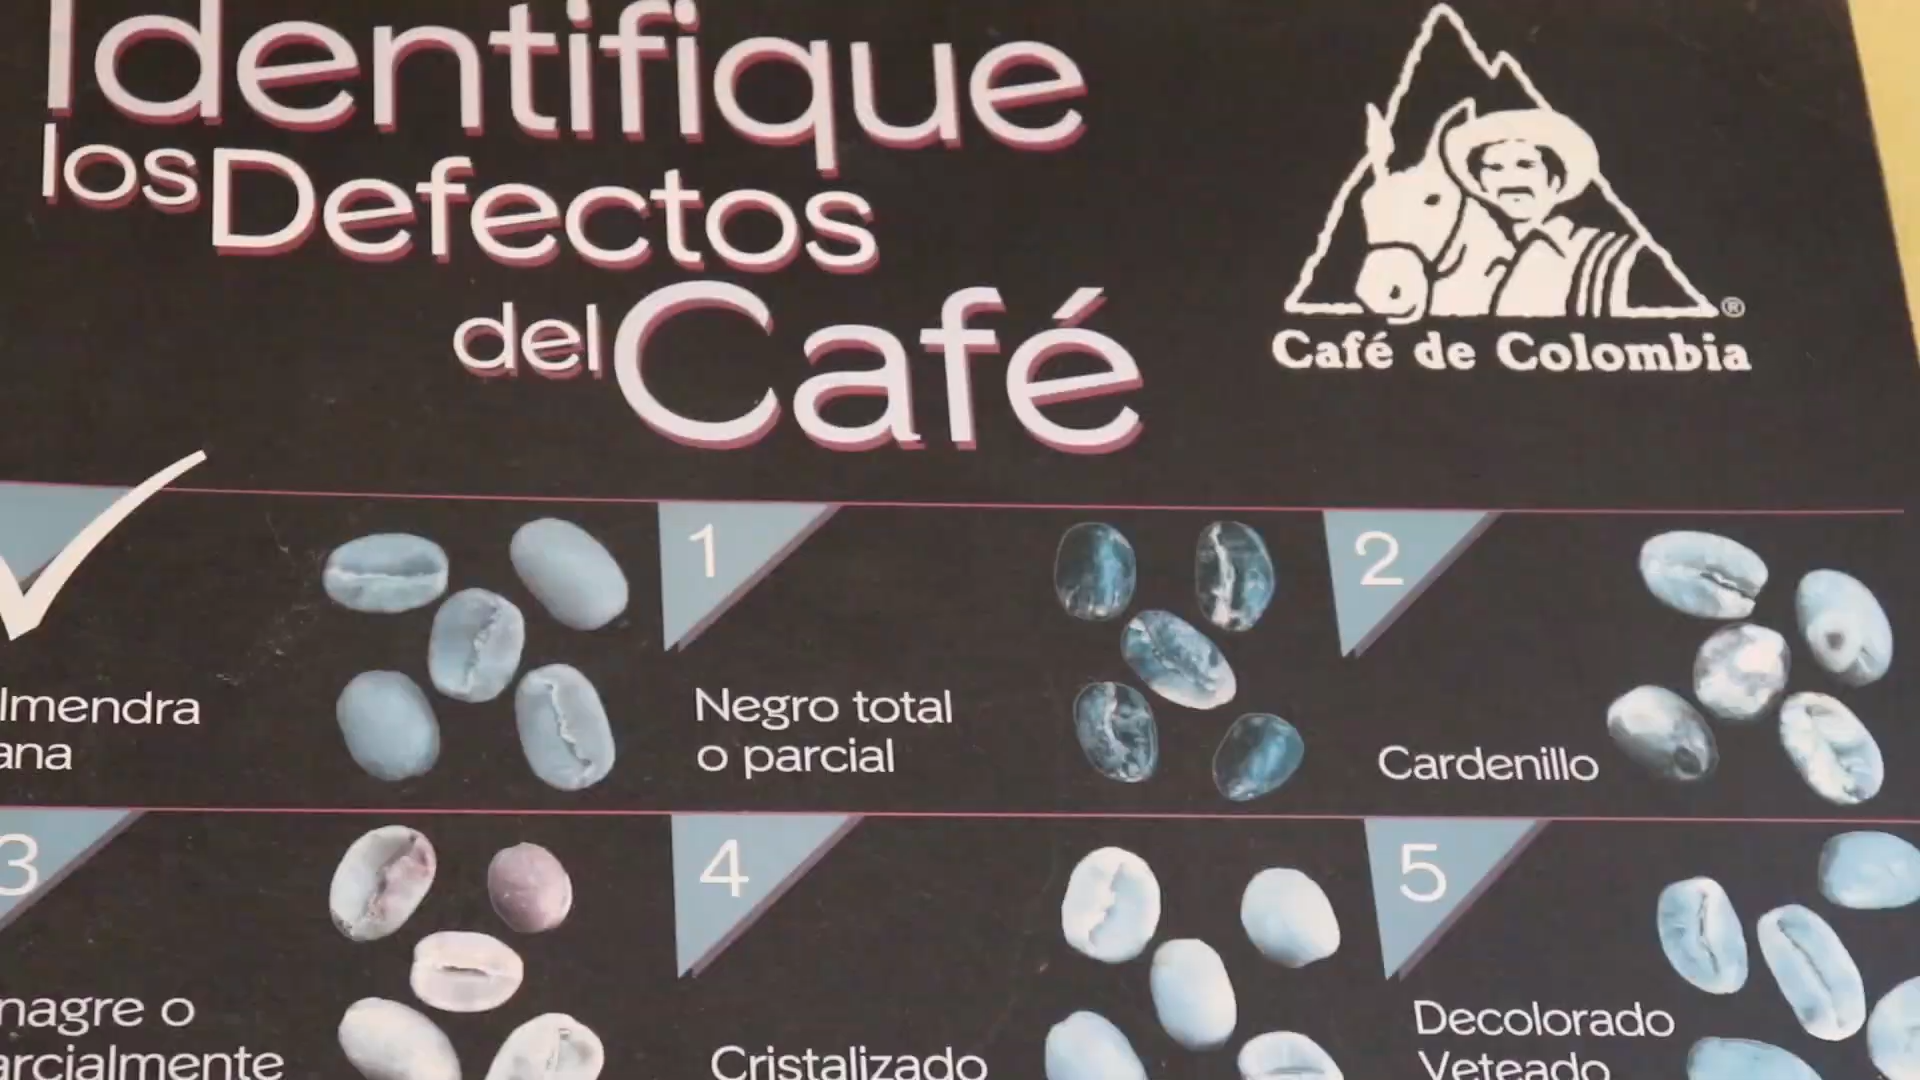 Identifique
los Defectos
del Café
®
Café de Colombia
lmendra
ana
1
Negro total
o parcial
2
Cardenillo
3
nagre o
arcialmente
4
Cristalizado
5
Decolorado
Veteado